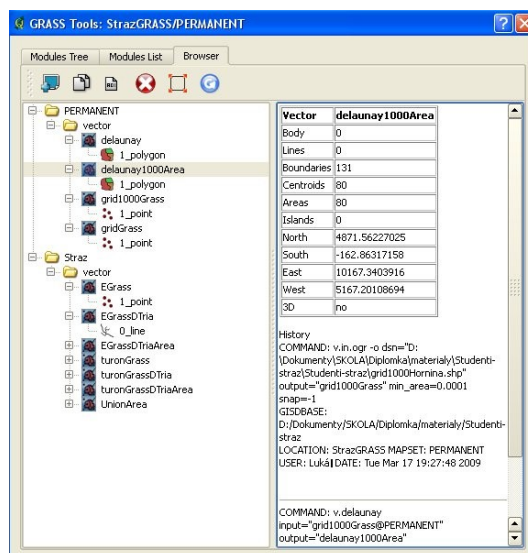 GRASS Tools: StrazGRASS/PERMANENT
Modules Tree
Modules List
Browser
PERMANENT
vector
delaunay
1_polygon
delaunay1000Area
1_polygon
grid1000Grass
1_point
gridGrass
1_point
Straz
vector
EGrass
1_point
EGrassDTria
0_line
EGrassDTriaArea
turonGrass
turonGrassDTria
turonGrassDTriaArea
UnionArea
Vector delaunay1000Area
Body 0
Lines 0
Boundaries 131
Centroids 80
Areas 80
Islands 0
North 4871.56227025
South -162.86317158
East 10167.3403916
West 5167.20108694
3D no
History
COMMAND: v.in.ogr -o dsn="D:
\Dokumenty\SKOLA\Diplomka\materialy\Studenti-
straz\Studenti-straz\grid1000Hornina.shp"
output="grid1000Grass" min_area=0.0001
snap=-1
GISDBASE:
D:/Dokumenty/SKOLA/Diplomka/materialy/Studenti-
straz
LOCATION: StrazGRASS MAPSET: PERMANENT
USER: Luká DATE: Tue Mar 17 19:27:48 2009
COMMAND: v.delaunay
input="grid1000Grass@PERMANENT"
output="delaunay1000Area"